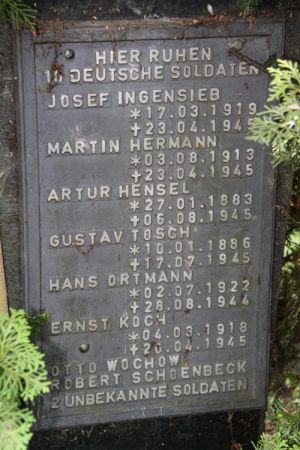 HIER RUHEN
10 DEUTSCHE SOLDATEN
JOSEF INGENSIEB
*17.03.1919
+23.04.194
MARTIN HERMANN
*03.08.1913
+23.04.1945
ARTUR HENSEL
*27.01.1883
+06.08.1945
GUSTAV TOSCH
*10.01.1886
+17.07.1945
HANS ORTMANN
*02.07.1922
+28.08.1944
ERNST KOCH
*04.03.1918
+26.04.1945
OTTO WOCHOW
ROBERT SCHOENBECK
2 UNBEKANNTE SOLDATEN